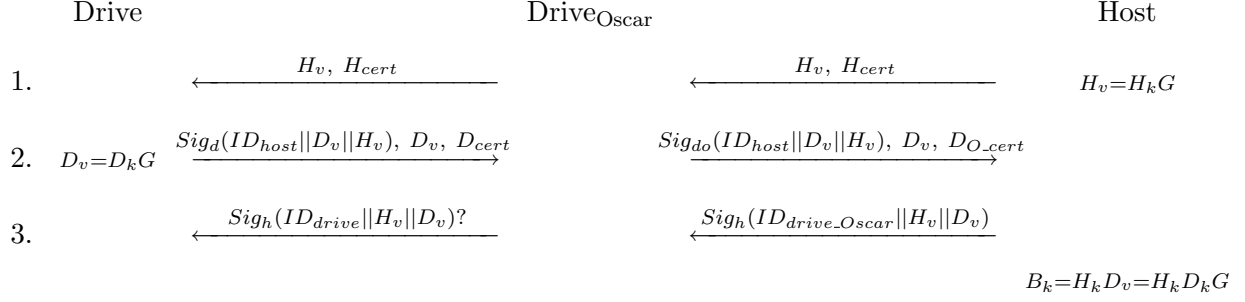 Drive Drive_Oscar Host
1. H_v, H_cert H_v, H_cert H_v=H_kG
2. D_v=D_kG Sig_d(ID_host||D_v||H_v), D_v, D_cert Sig_do(ID_host||D_v||H_v), D_v, D_O_cert
3. Sig_h(ID_drive||H_v||D_v)? Sig_h(ID_drive_Oscar||H_v||D_v)
B_k=H_kD_v=H_kD_kG